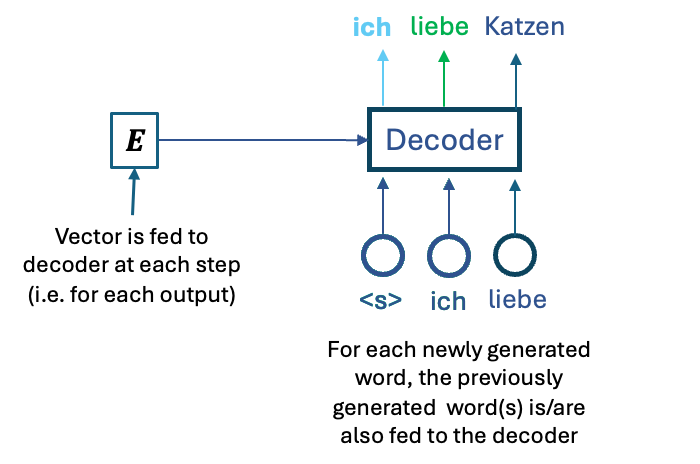 ich liebe Katzen
E
Decoder
Vector is fed to
decoder at each step
(i.e. for each output)
<s> ich liebe
For each newly generated
word, the previously
generated word(s) is/are
also fed to the decoder